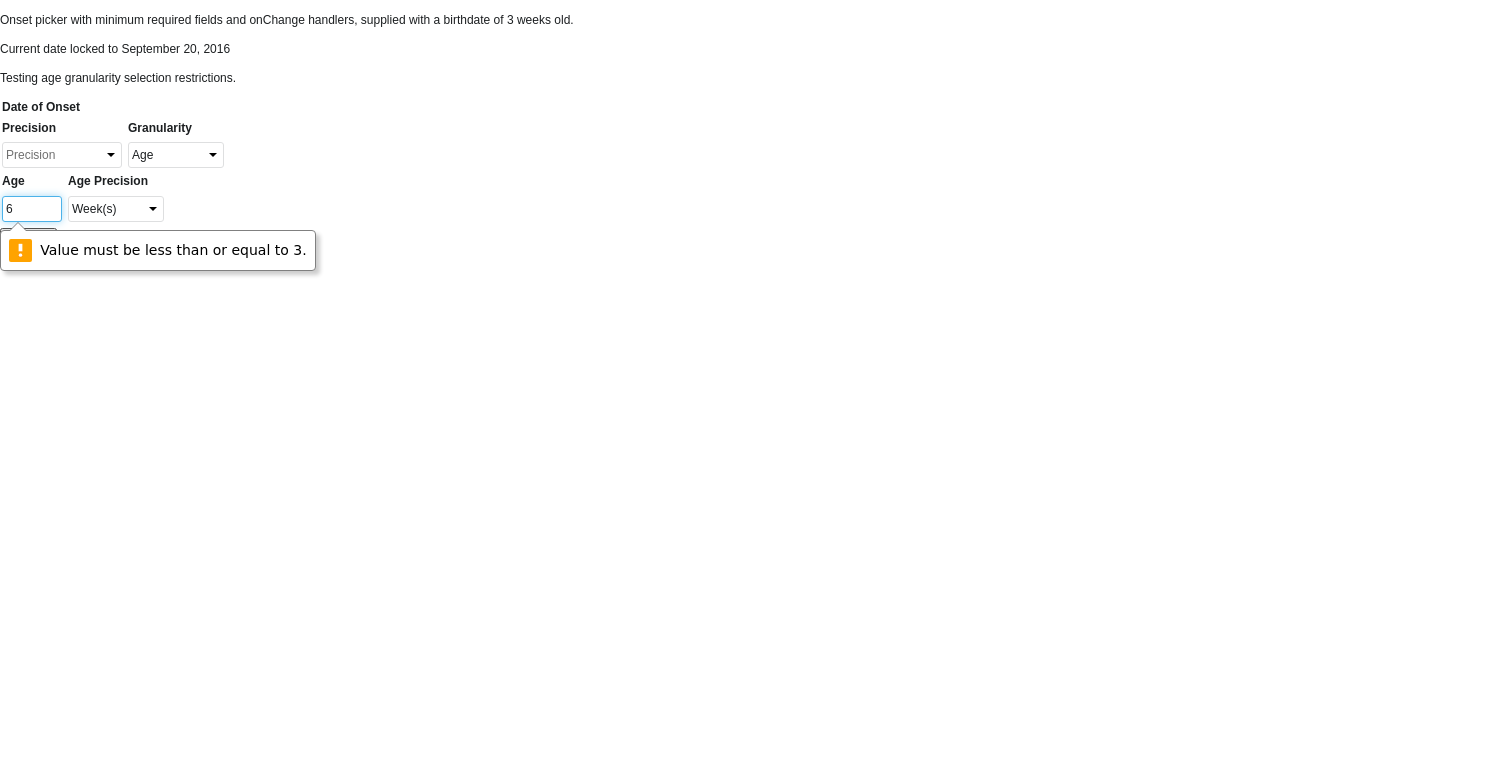 Onset picker with minimum required fields and onChange handlers, supplied with a birthdate of 3 weeks old.
Current date locked to September 20, 2016
Testing age granularity selection restrictions.
Date of Onset
Precision Granularity
Precision Age
Age Age Precision
6 Week(s)
Value must be less than or equal to 3.